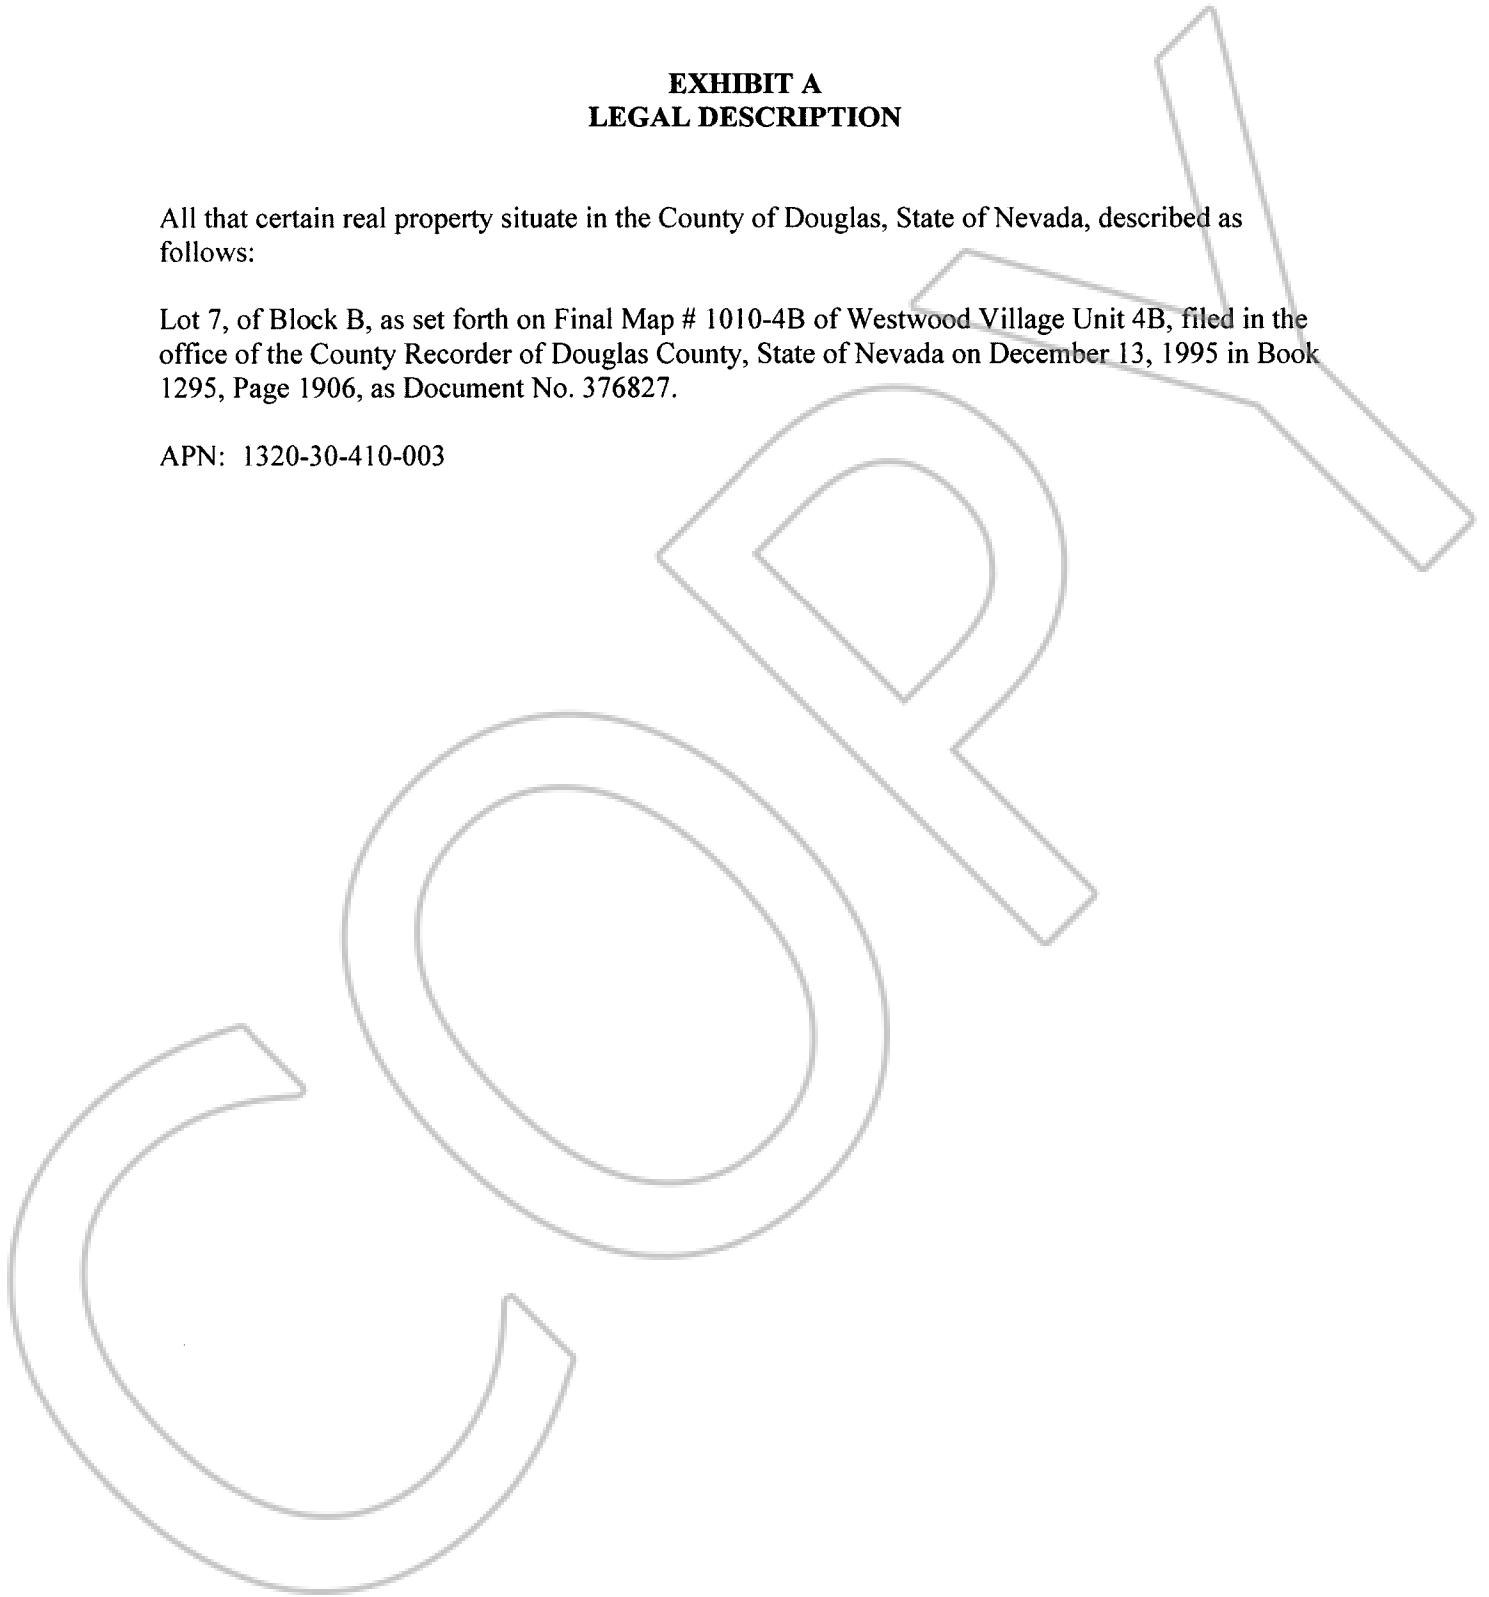 EXHIBIT A
LEGAL DESCRIPTION
All that certain real property situate in the County of Douglas, State of Nevada, described as
follows:
Lot 7, of Block B, as set forth on Final Map # 1010-4B of Westwood Village Unit 4B, filed in the
office of the County Recorder of Douglas County, State of Nevada on December 13, 1995 in Book
1295, Page 1906, as Document No. 376827.
APN: 1320-30-410-003
COPY